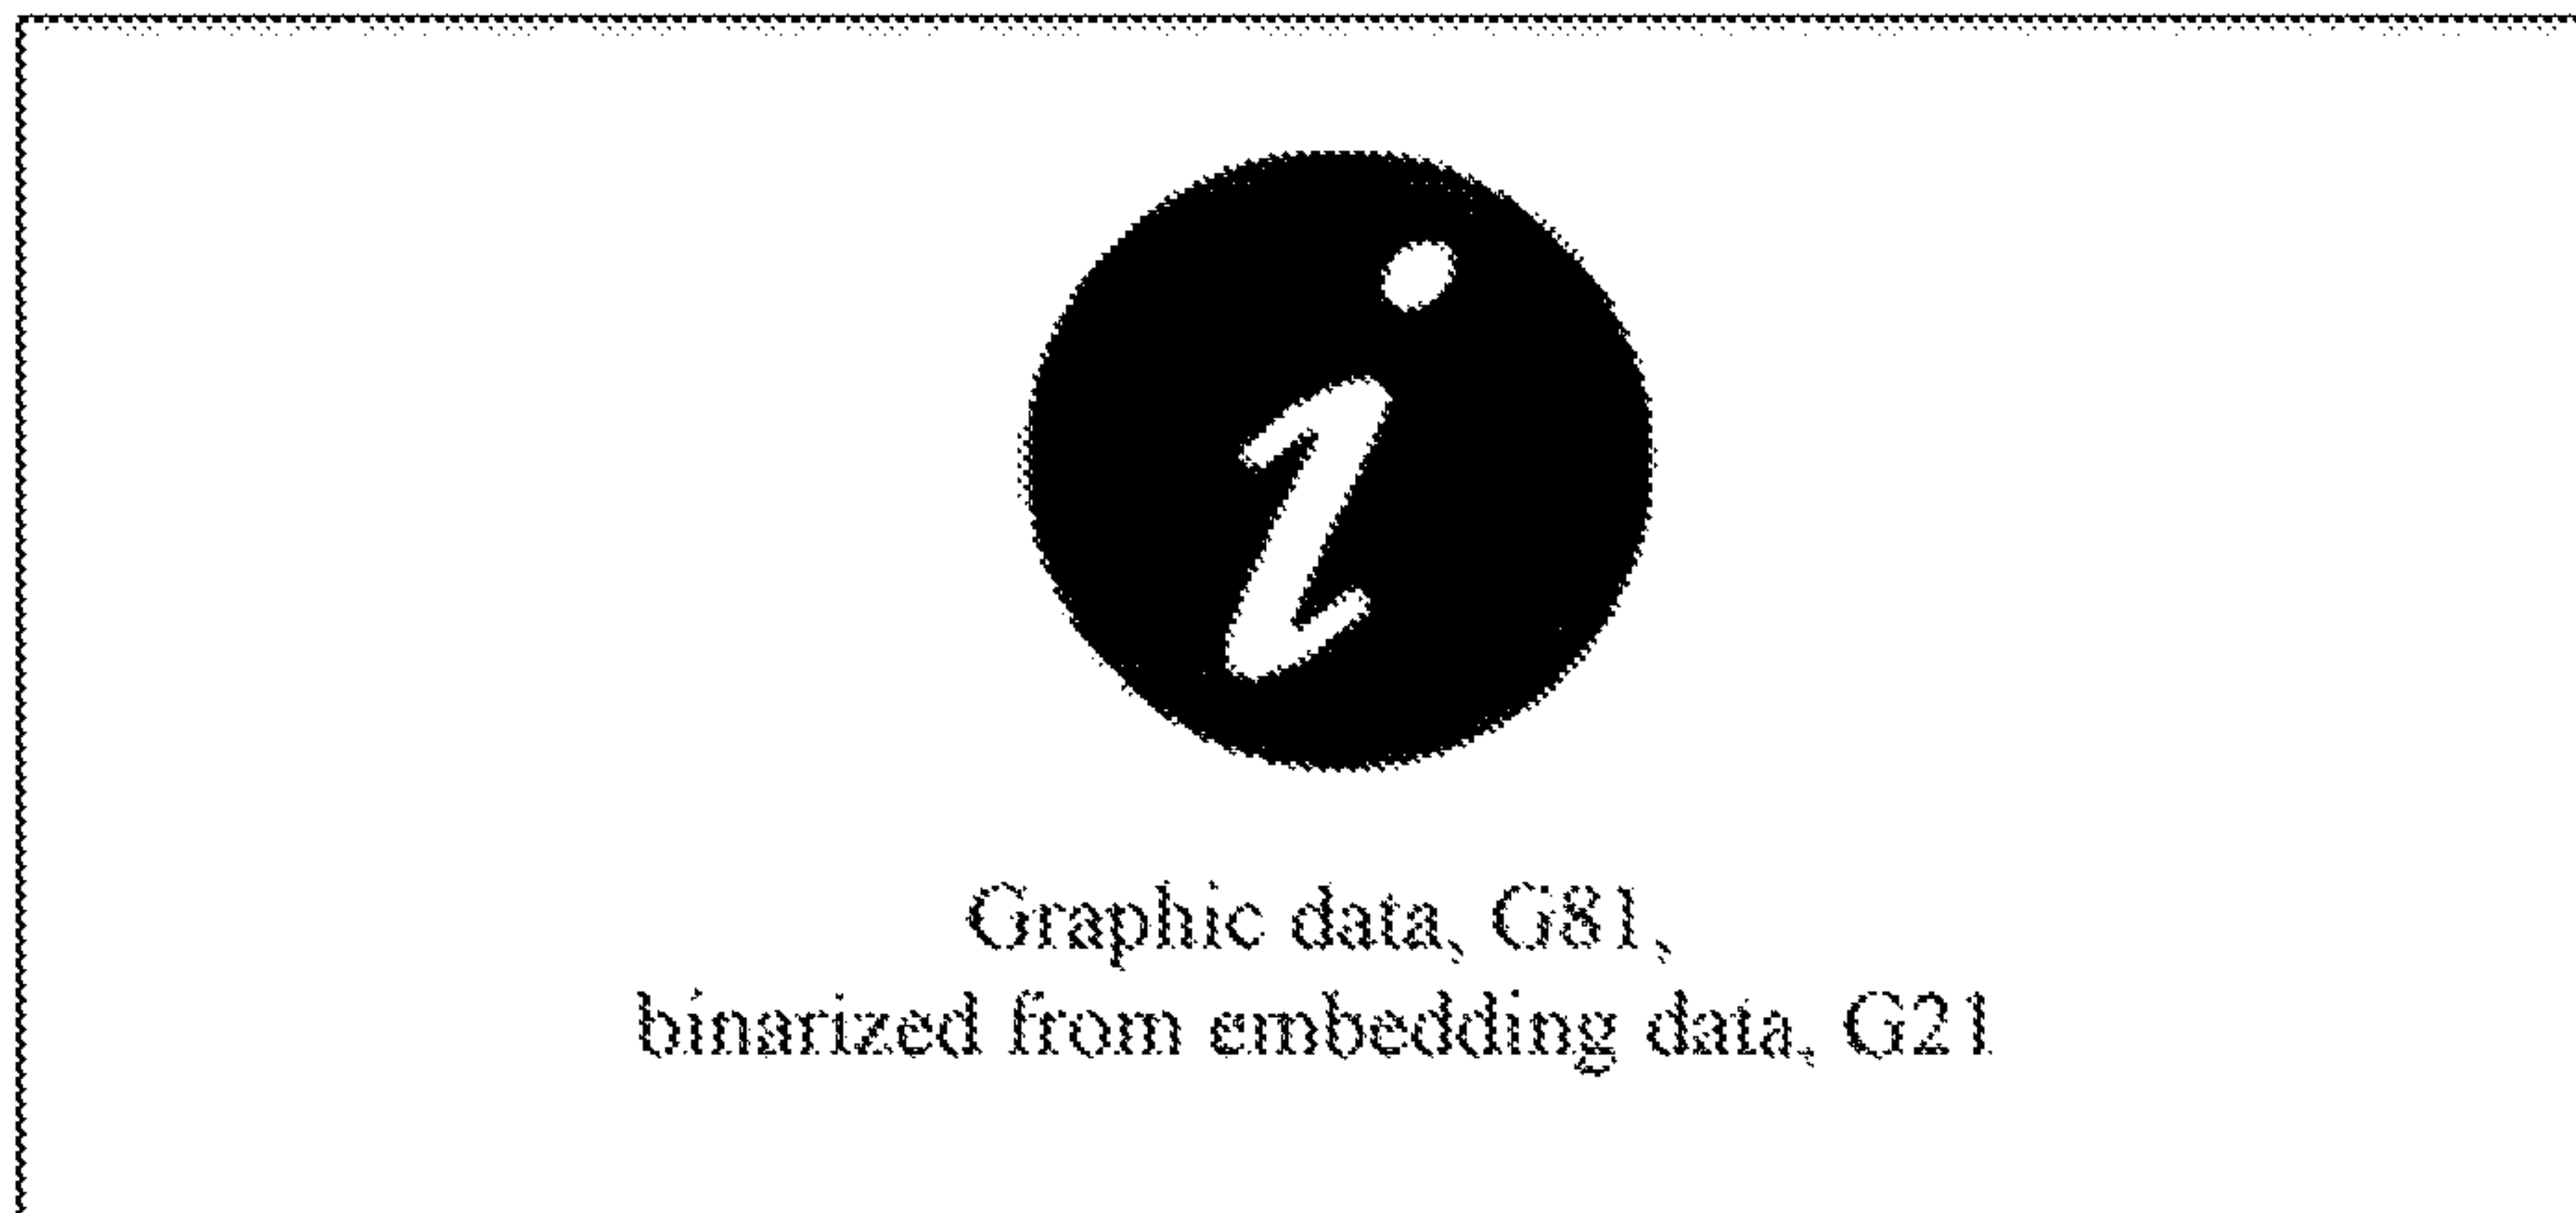 i
Graphic data, G81,
binarized from embedding data, G21